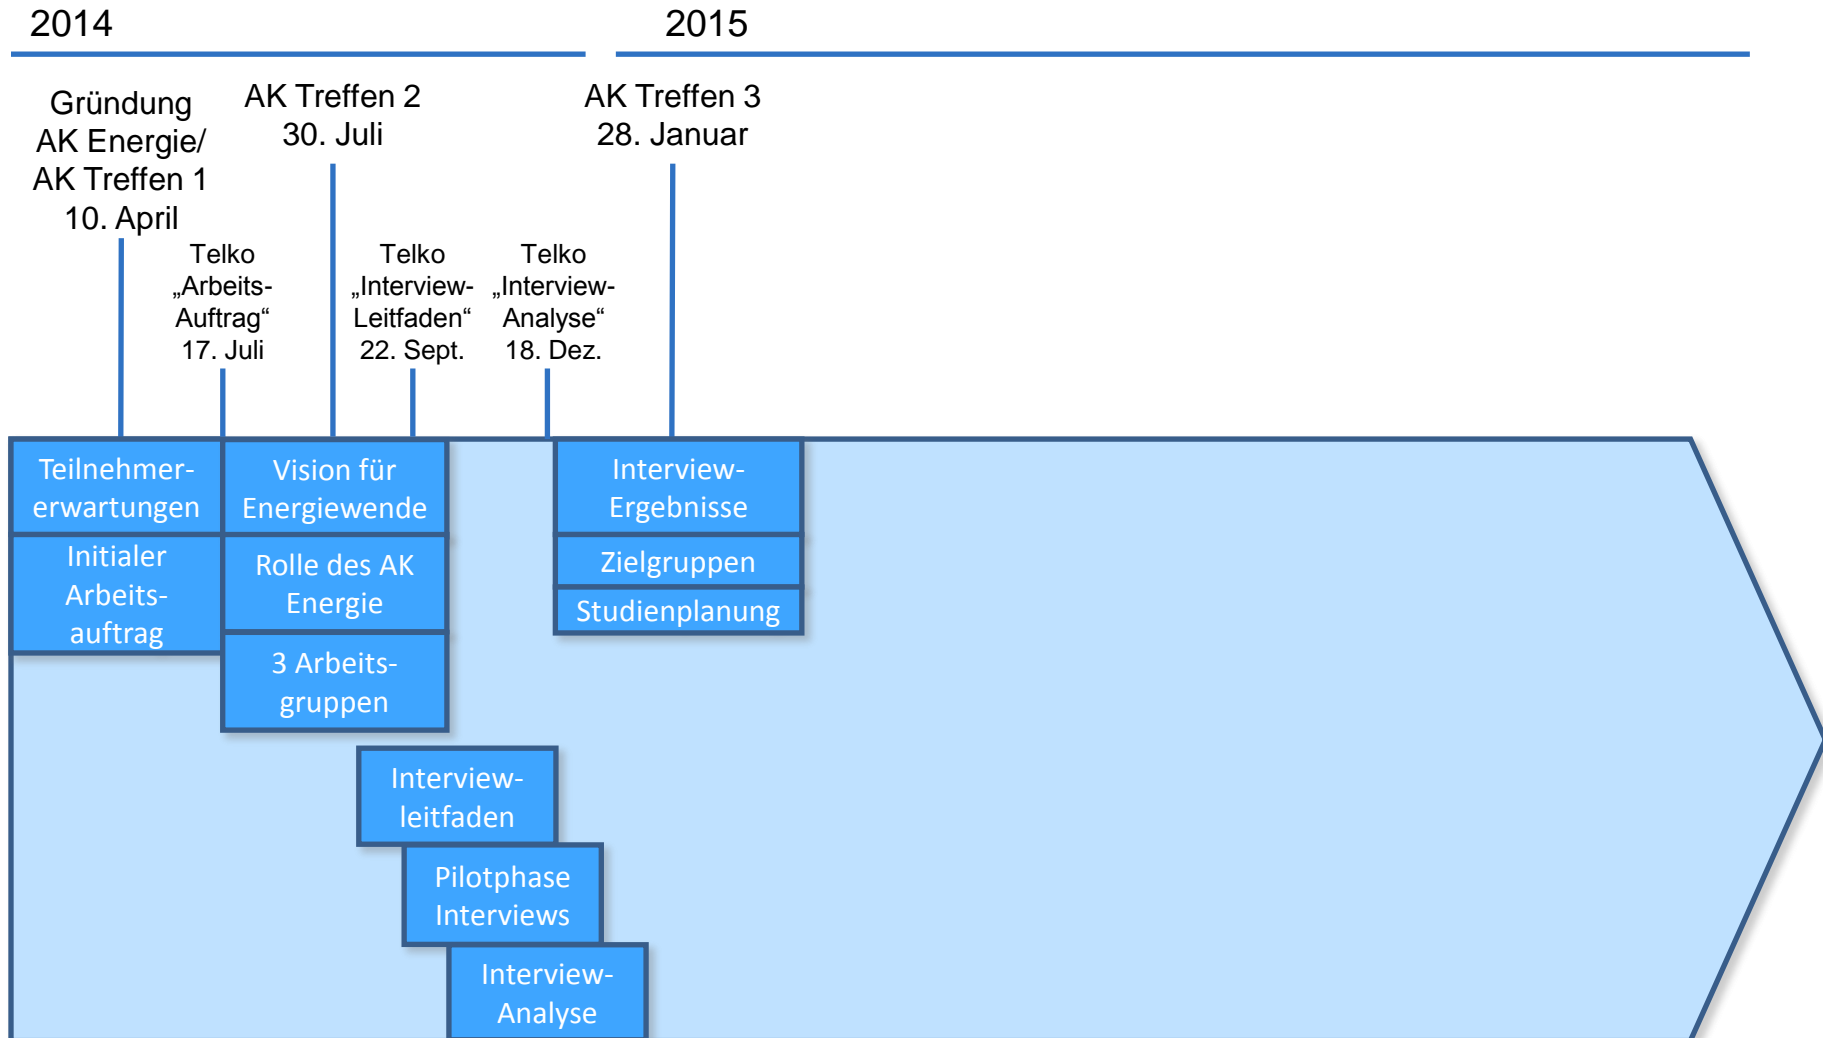 2014
2015
Gründung
AK Energie/
AK Treffen 1
10. April
AK Treffen 2
30. Juli
AK Treffen 3
28. Januar
Telko
„Arbeits-
Auftrag“
17. Juli
Telko
„Interview-
Leitfaden“
22. Sept.
Telko
„Interview-
Analyse“
18. Dez.
Teilnehmer-
erwartungen
Initialer
Arbeits-
auftrag
Vision für
Energiewende
Rolle des AK
Energie
3 Arbeits-
gruppen
Interview-
Ergebnisse
Zielgruppen
Studienplanung
Interview-
leitfaden
Pilotphase
Interviews
Interview-
Analyse